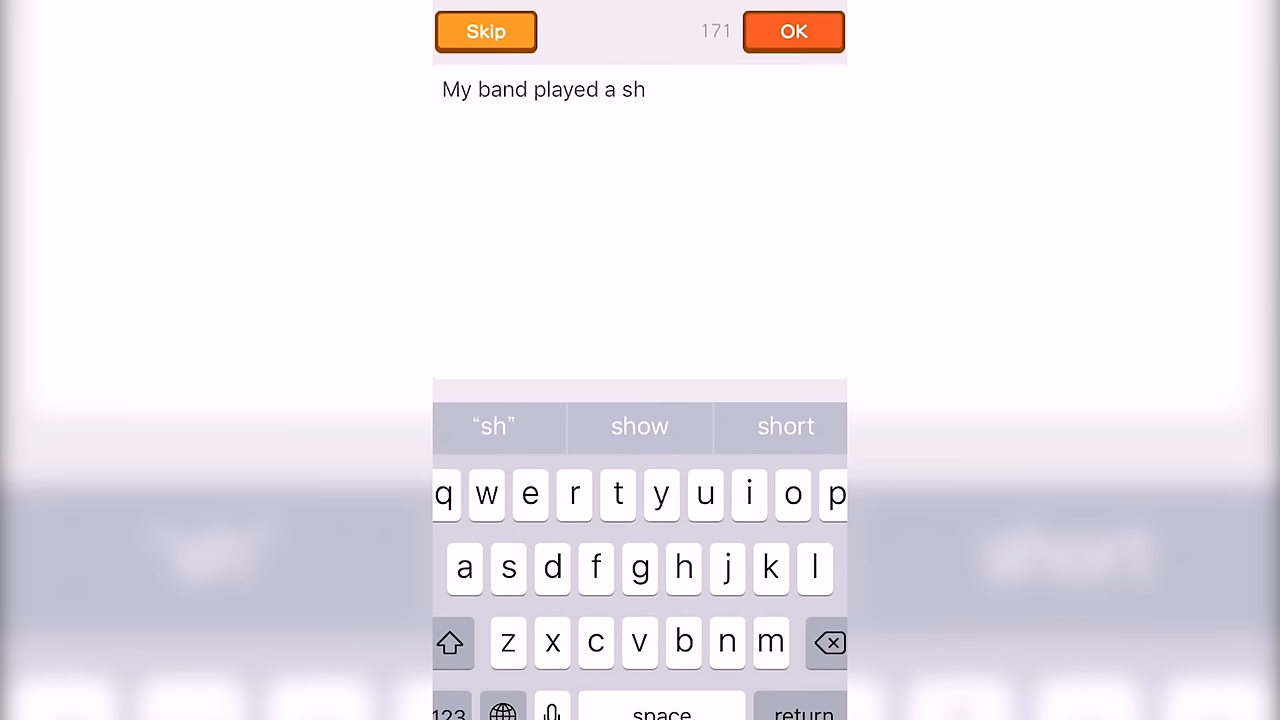 Skip 171 OK
My band played a sh
“sh” show short
q w e r t y u i o p
a s d f g h j k l
z x c v b n m
123 space return